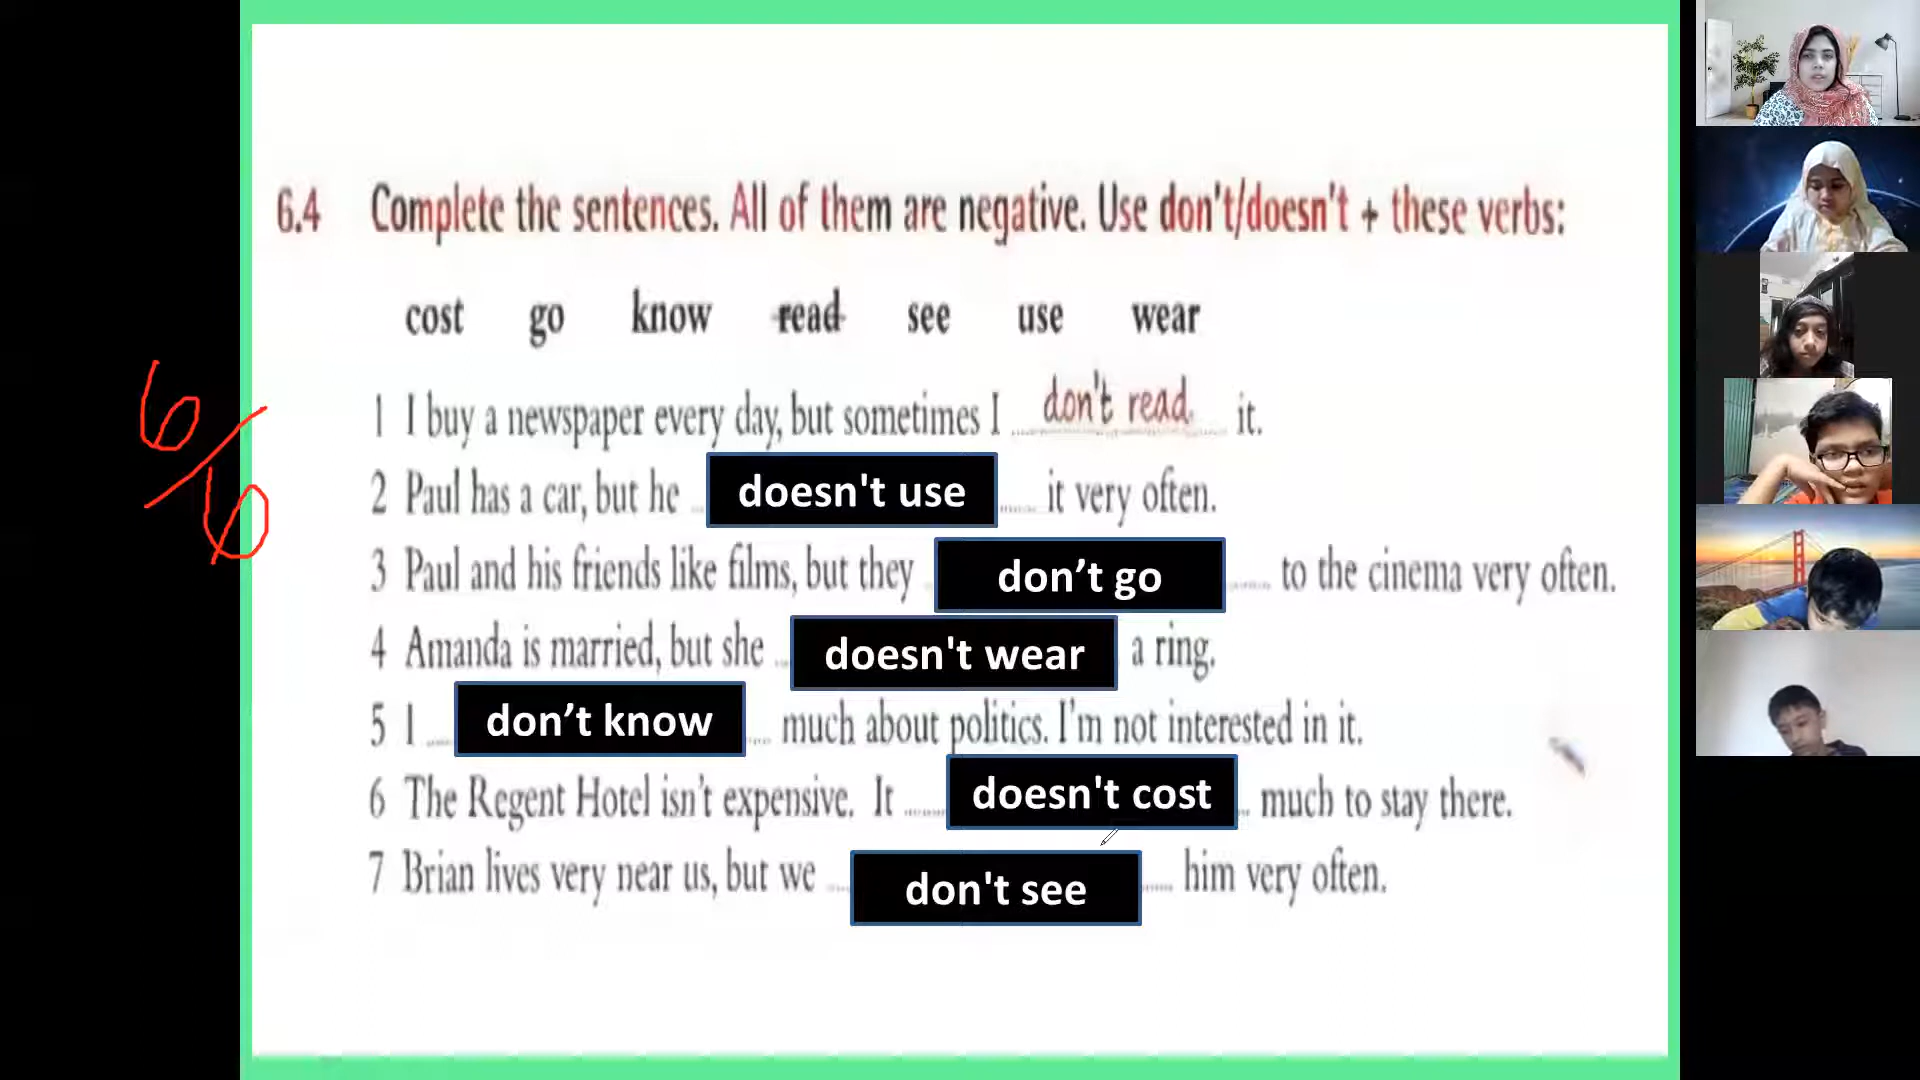 6.4 Complete the sentences. All of them are negative. Use don't/doesn't + these verbs:
cost go know read see use wear
1 I buy a newspaper every day, but sometimes I don't read it.
2 Paul has a car, but he doesn't use it very often.
3 Paul and his friends like films, but they don’t go to the cinema very often.
4 Amanda is married, but she doesn't wear a ring.
5 I don’t know much about politics. I'm not interested in it.
6 The Regent Hotel isn't expensive. It doesn't cost much to stay there.
7 Brian lives very near us, but we don't see him very often.
6/6